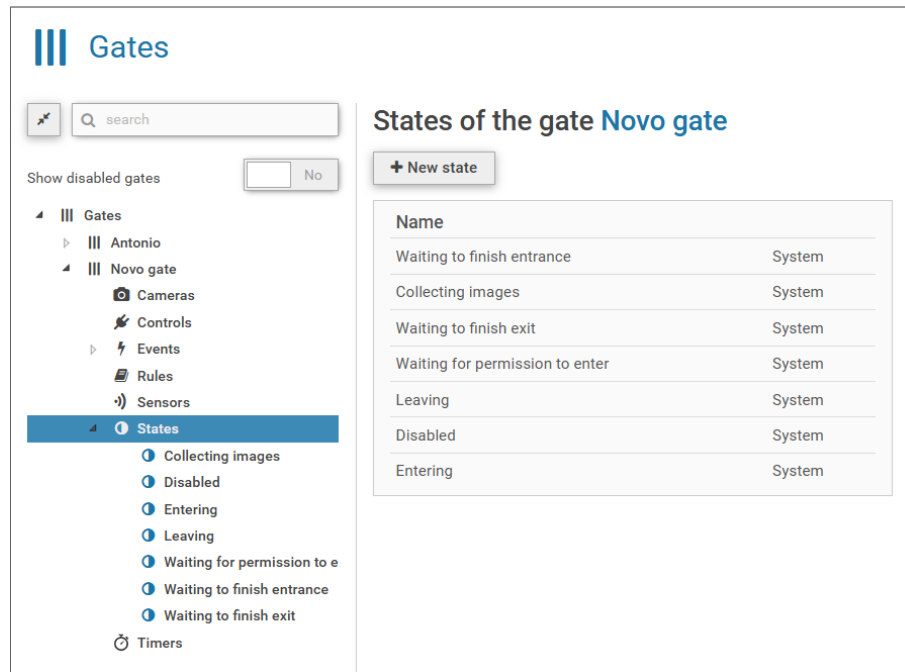 Gates
search
Show disabled gates
No
Gates
Antonio
Novo gate
Cameras
Controls
Events
Rules
Sensors
States
Collecting images
Disabled
Entering
Leaving
Waiting for permission to e
Waiting to finish entrance
Waiting to finish exit
Timers
States of the gate Novo gate
New state
Name
Waiting to finish entrance System
Collecting images System
Waiting to finish exit System
Waiting for permission to enter System
Leaving System
Disabled System
Entering System